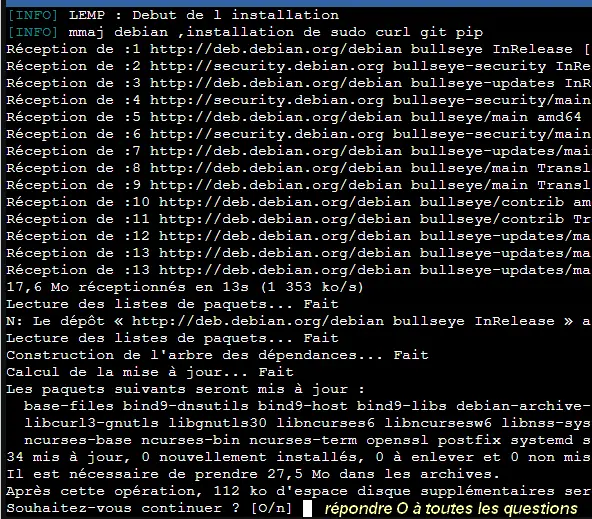 [INFO] LEMP : Debut de l installation
[INFO] mmaj debian ,installation de sudo curl git pip
Réception de :1 http://deb.debian.org/debian bullseye InRelease [
Réception de :2 http://security.debian.org bullseye-security InRe
Réception de :3 http://deb.debian.org/debian bullseye-updates InR
Réception de :4 http://security.debian.org bullseye-security/main
Réception de :5 http://deb.debian.org/debian bullseye/main amd64
Réception de :6 http://security.debian.org bullseye-security/main
Réception de :7 http://deb.debian.org/debian bullseye-updates/mai
Réception de :8 http://deb.debian.org/debian bullseye/main Transl
Réception de :9 http://deb.debian.org/debian bullseye/main Transl
Réception de :10 http://deb.debian.org/debian bullseye/contrib am
Réception de :11 http://deb.debian.org/debian bullseye/contrib Tr
Réception de :12 http://deb.debian.org/debian bullseye-updates/ma
Réception de :13 http://deb.debian.org/debian bullseye-updates/ma
Réception de :13 http://deb.debian.org/debian bullseye-updates/ma
17,6 Mo réceptionnés en 13s (1 353 ko/s)
Lecture des listes de paquets... Fait
N: Le dépôt « http://deb.debian.org/debian bullseye InRelease » a
Lecture des listes de paquets... Fait
Construction de l'arbre des dépendances... Fait
Calcul de la mise à jour... Fait
Les paquets suivants seront mis à jour :
base-files bind9-dnsutils bind9-host bind9-libs debian-archive-
libcurl3-gnutls libgnutls30 libncurses6 libncursesw6 libnss-sys
ncurses-base ncurses-bin ncurses-term openssl postfix systemd s
34 mis à jour, 0 nouvellement installés, 0 à enlever et 0 non mis
Il est nécessaire de prendre 27,5 Mo dans les archives.
Après cette opération, 112 ko d'espace disque supplémentaires ser
Souhaitez-vous continuer ? [O/n] répondre O à toutes les questions